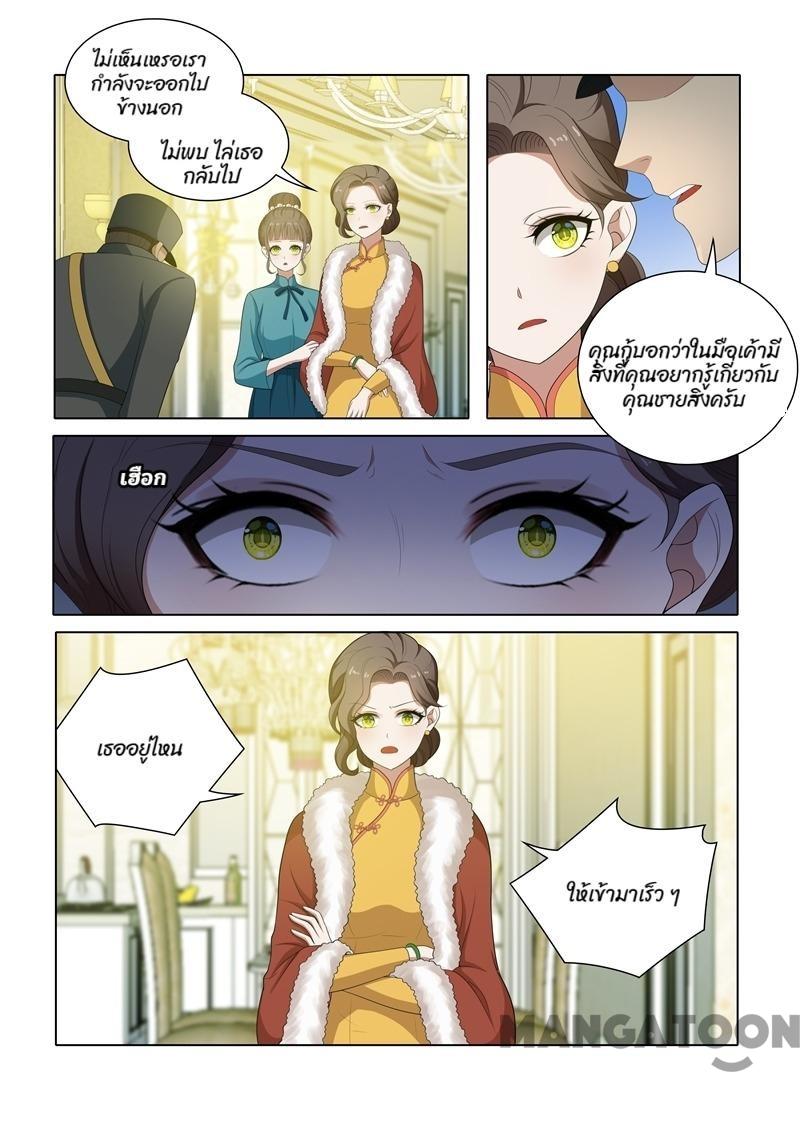 ไม่เห็นเหรอเรา
กำลังจะออกไป
ข้างนอก
ไม่พบ ไล่เธอ
กลับไป
คุณกู้บอกว่าในมือเค้ามี
สิ่งที่คุณอยากรู้เกี่ยวกับ
คุณชายสิงครับ
เฮือก
เธออยู่ไหน
ให้เข้ามาเร็ว ๆ
MANGATOON